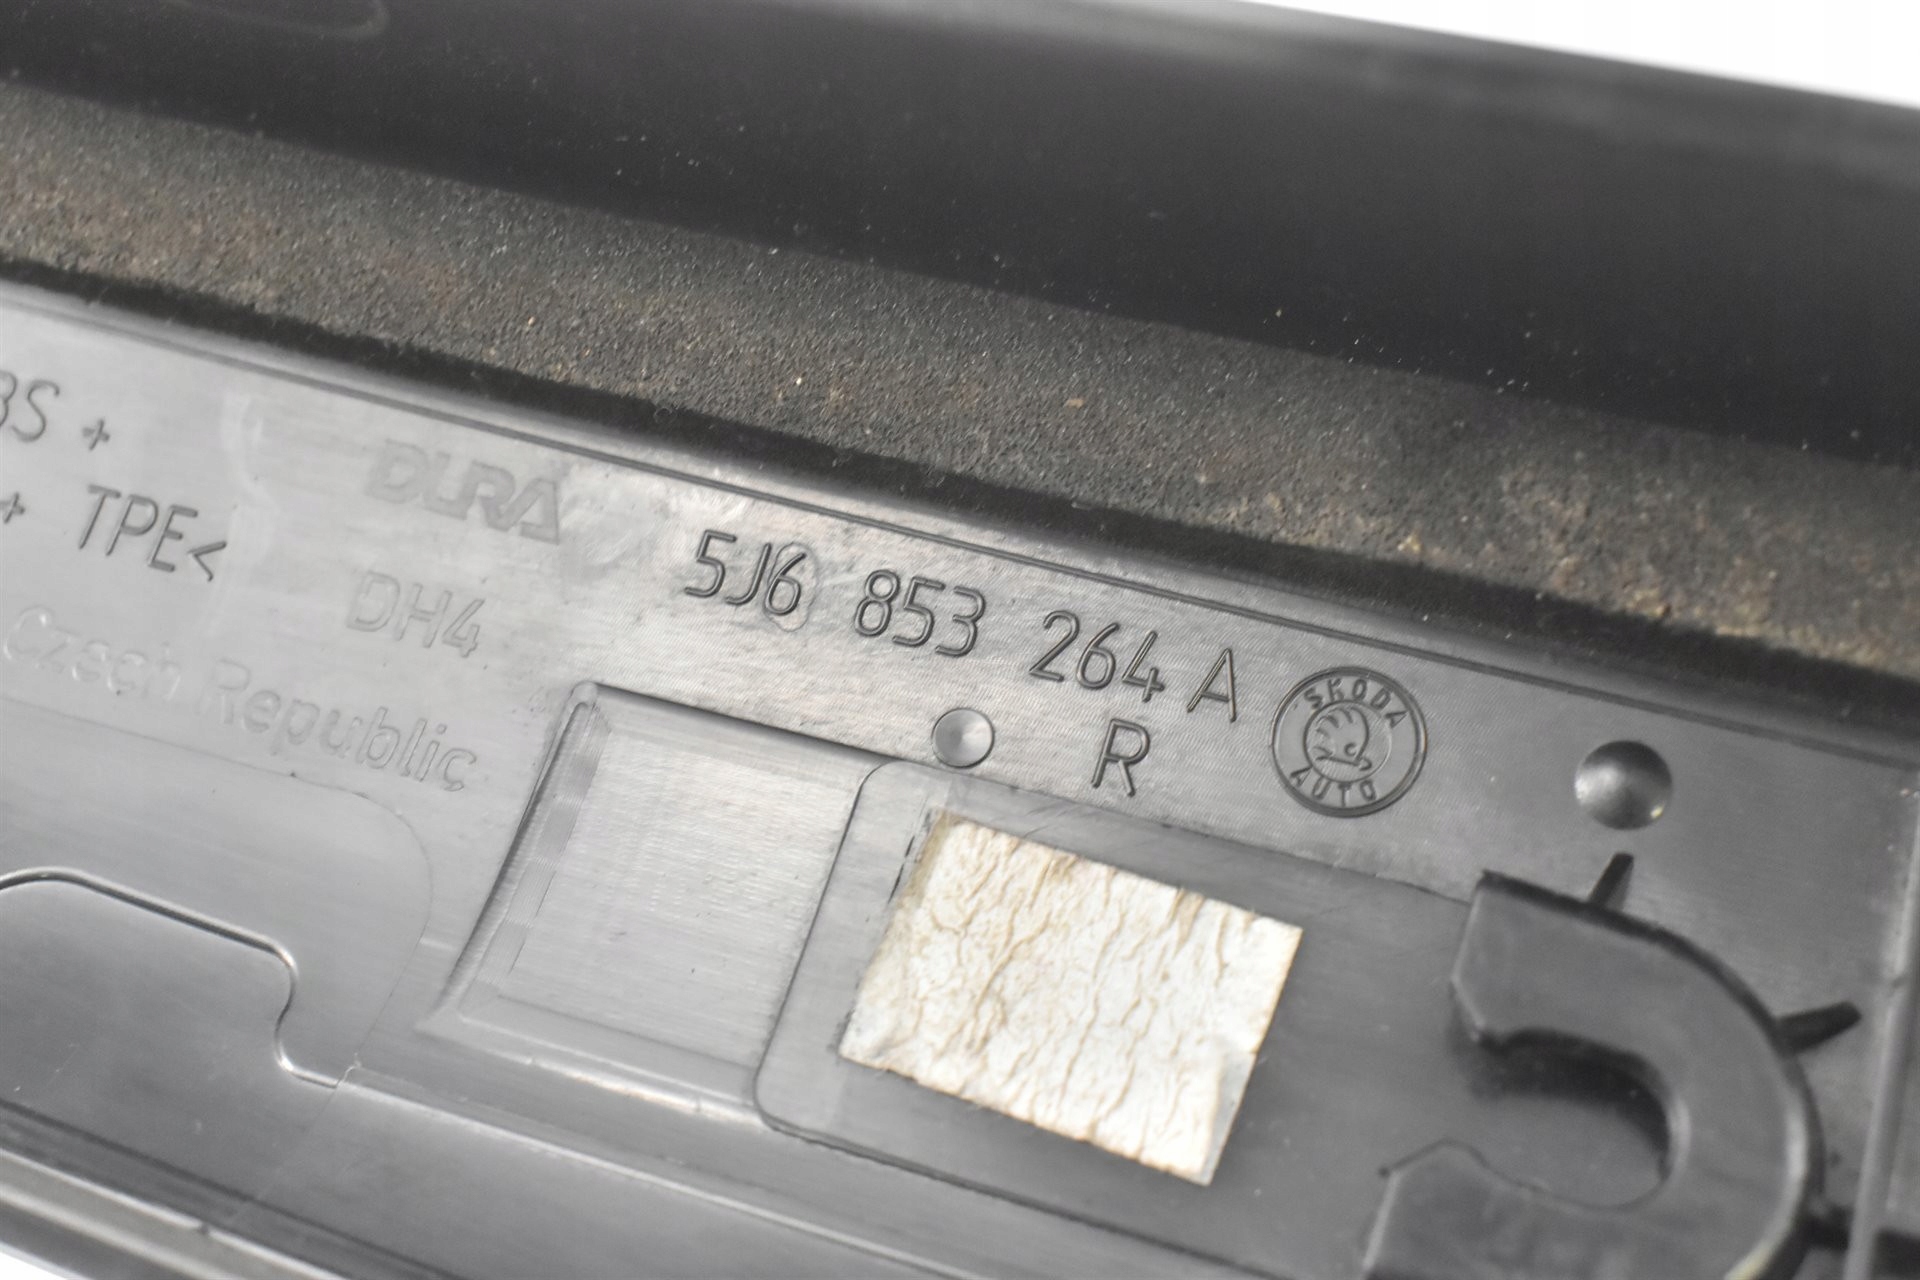 BS +
+ TPE<
DURA
DH4
Czech Republic
5J6 853 264 A
R
SKODA
AUTO